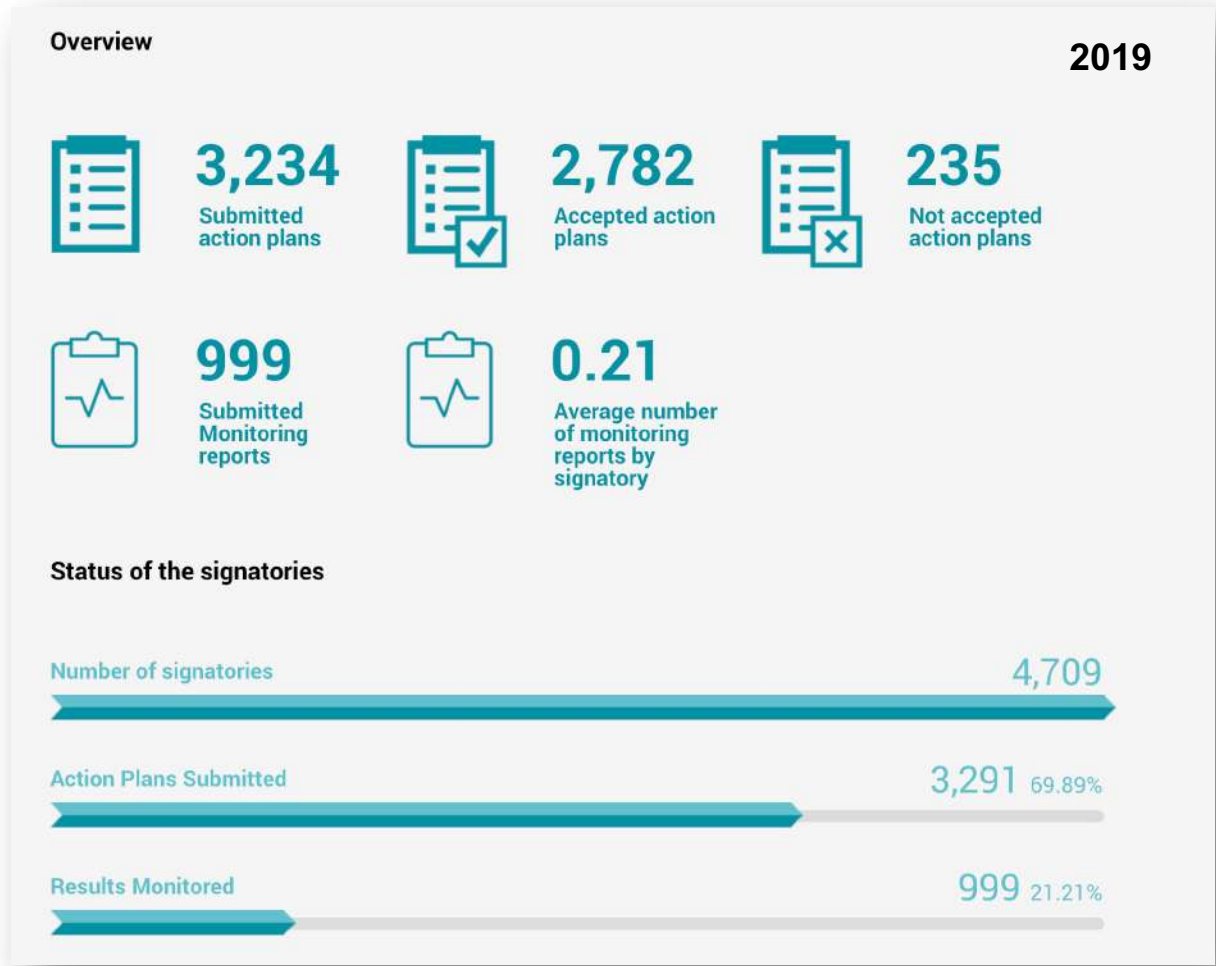 Overview
2019
3,234
Submitted
action plans
2,782
Accepted action
plans
235
Not accepted
action plans
999
Submitted
Monitoring
reports
0.21
Average number
of monitoring
reports by
signatory
Status of the signatories
Number of signatories
4,709
Action Plans Submitted
3,291 69.89%
Results Monitored
999 21.21%